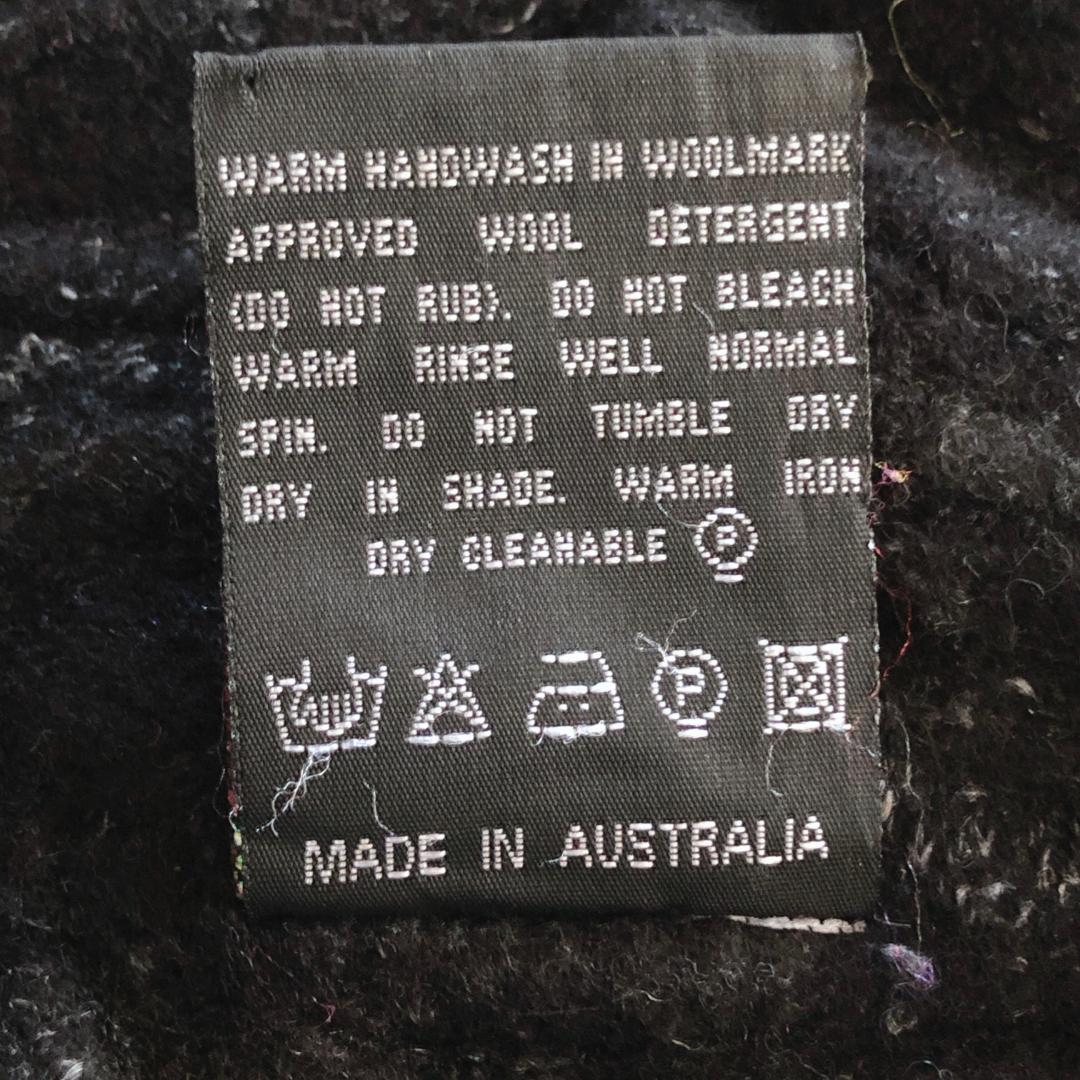 WARM HANDWASH IN WOOLMARK
APPROVED WOOL DETERGENT
(DO NOT RUB). DO NOT BLEACH
WARM RINSE WELL NORMAL
SPIN. DO NOT TUMBLE DRY
DRY IN SHADE. WARM IRON
DRY CLEANABLE P
P
MADE IN AUSTRALIA